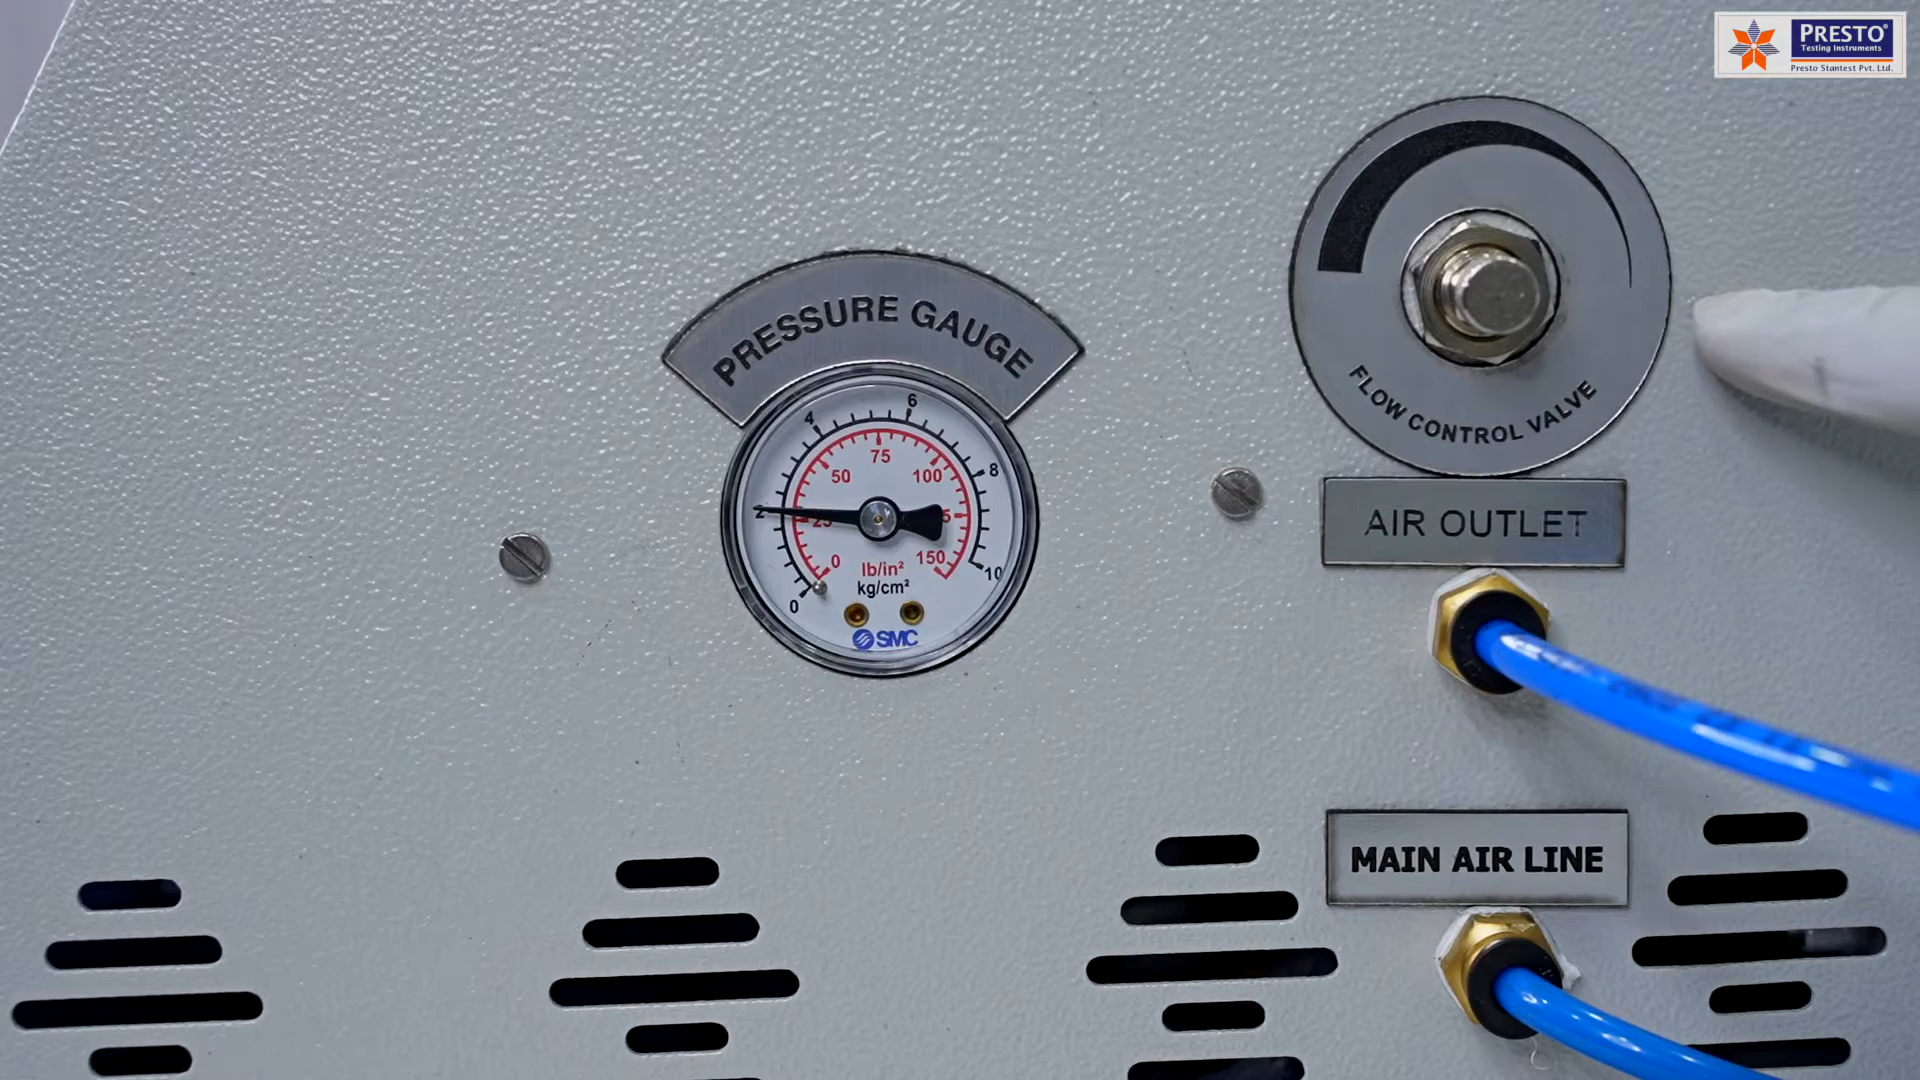 PRESTO®
Testing Instruments
Presto Stantest Pvt. Ltd.
PRESSURE GAUGE
0
2
4
6
8
10
0
25
50
75
100
150
lb/in²
kg/cm²
SMC
FLOW CONTROL VALVE
AIR OUTLET
MAIN AIR LINE